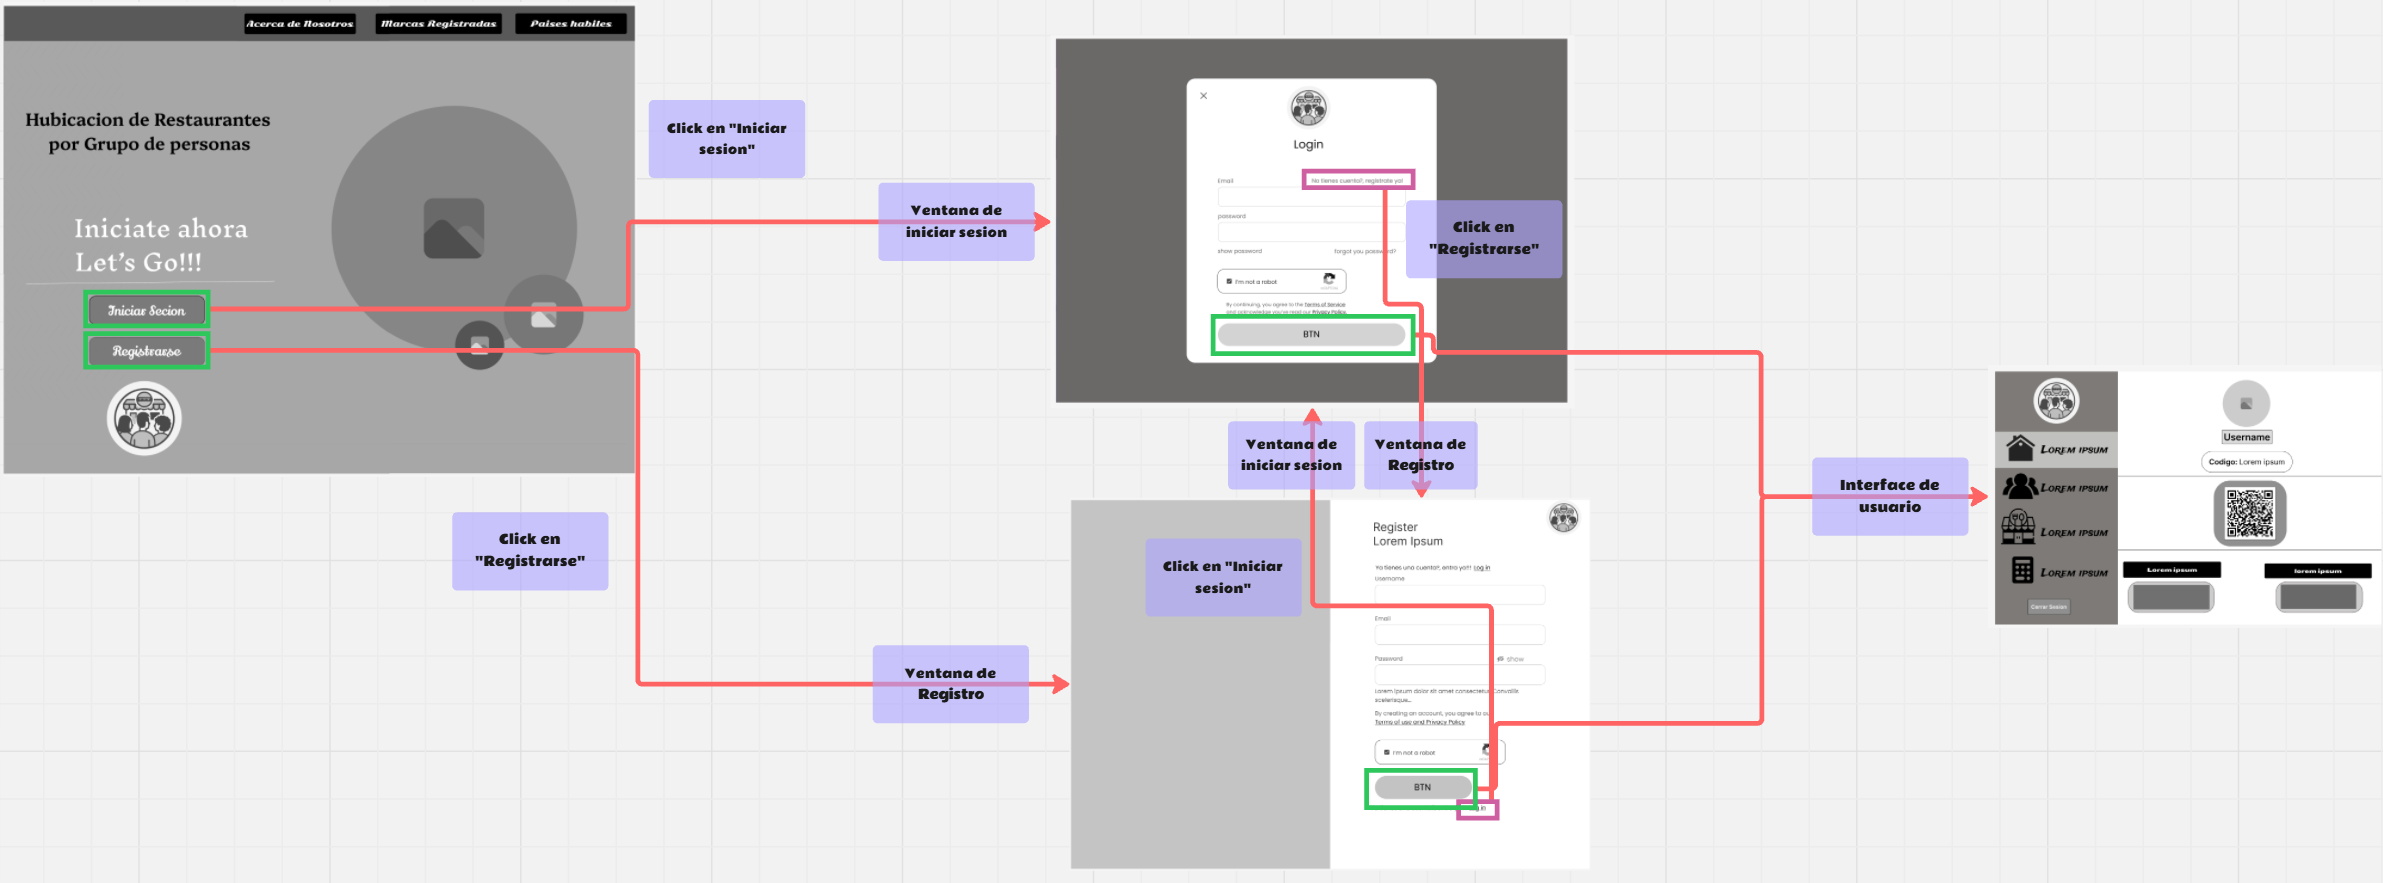 Acerca de Nosotros
Marcas Registradas
Paises habiles
Hubicacion de Restaurantes
por Grupo de personas
Iniciate ahora
Let's Go!!!
Iniciar Secion
Registrarse
Click en "Iniciar
sesion"
Ventana de
iniciar sesion
Click en
"Registrarse"
Ventana de
Registro
Login
No tienes cuenta?, registrate ya!
Email
password
show password
forgot you password?
I'm not a robot
By continuing, you agree to the Terms of Service
and acknowledge you've read our Privacy Policy.
BTN
Click en
"Registrarse"
Ventana de
iniciar sesion
Ventana de
Registro
Click en "Iniciar
sesion"
Register
Lorem Ipsum
Ya tienes una cuenta?, entra ya!! Log in
Username
Email
Password
show
Lorem ipsum dolor sit amet consectetur. Convallis
scelerisque...
By creating an account, you agree to
Terms of use and Privacy Policy
I'm not a robot
BTN
Interface de
usuario
LOREM IPSUM
LOREM IPSUM
LOREM IPSUM
LOREM IPSUM
Cerrar Sesion
Username
Codigo: Lorem ipsum
Lorem ipsum
lorem ipsum